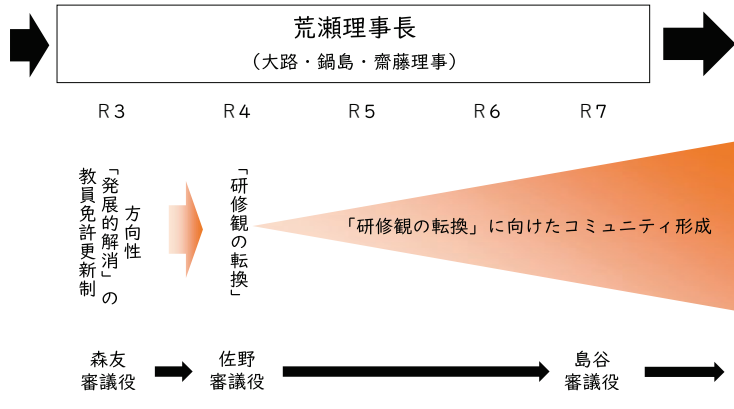 荒瀬理事長
（大路・鍋島・齋藤理事）
R3
R4
R5
R6
R7
教員免許更新制
「発展的解消」の
方向性
「研修観の転換」
「研修観の転換」に向けたコミュニティ形成
森友
審議役
佐野
審議役
島谷
審議役